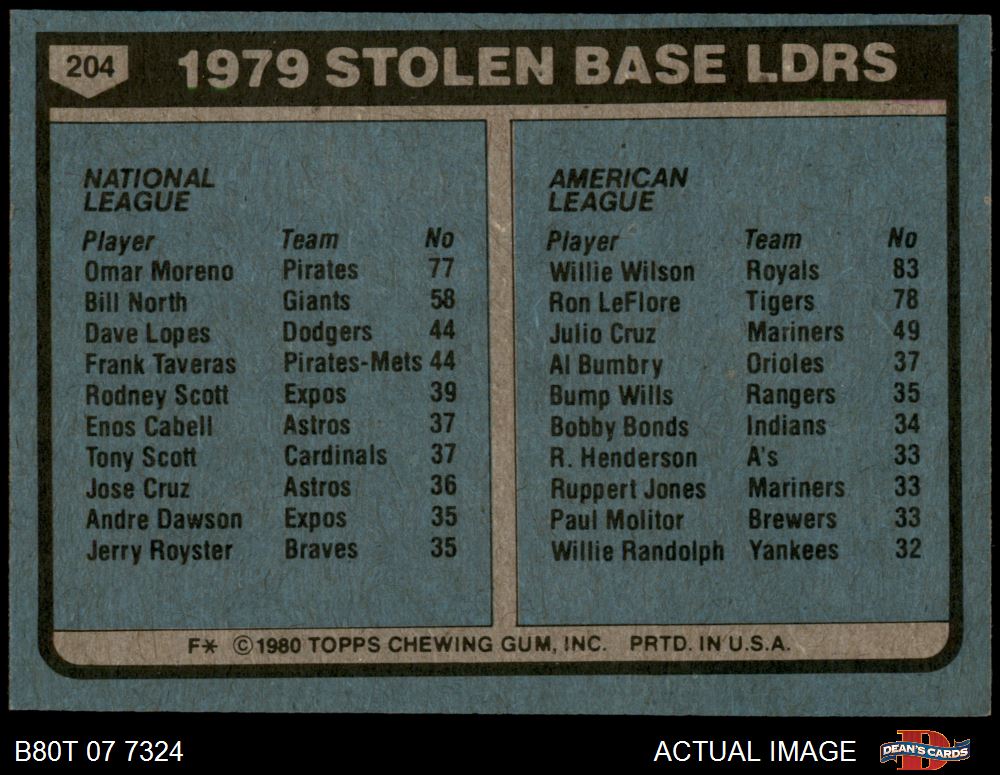 204
1979 STOLEN BASE LDRS
NATIONAL
LEAGUE
Player Team No
Omar Moreno Pirates 77
Bill North Giants 58
Dave Lopes Dodgers 44
Frank Taveras Pirates-Mets 44
Rodney Scott Expos 39
Enos Cabell Astros 37
Tony Scott Cardinals 37
Jose Cruz Astros 36
Andre Dawson Expos 35
Jerry Royster Braves 35
AMERICAN
LEAGUE
Player Team No
Willie Wilson Royals 83
Ron LeFlore Tigers 78
Julio Cruz Mariners 49
Al Bumbry Orioles 37
Bump Wills Rangers 35
Bobby Bonds Indians 34
R. Henderson A's 33
Ruppert Jones Mariners 33
Paul Molitor Brewers 33
Willie Randolph Yankees 32
F* ©1980 TOPPS CHEWING GUM, INC. PRTD. IN U.S.A.
B80T 07 7324
ACTUAL IMAGE
D
DEAN'S CARDS